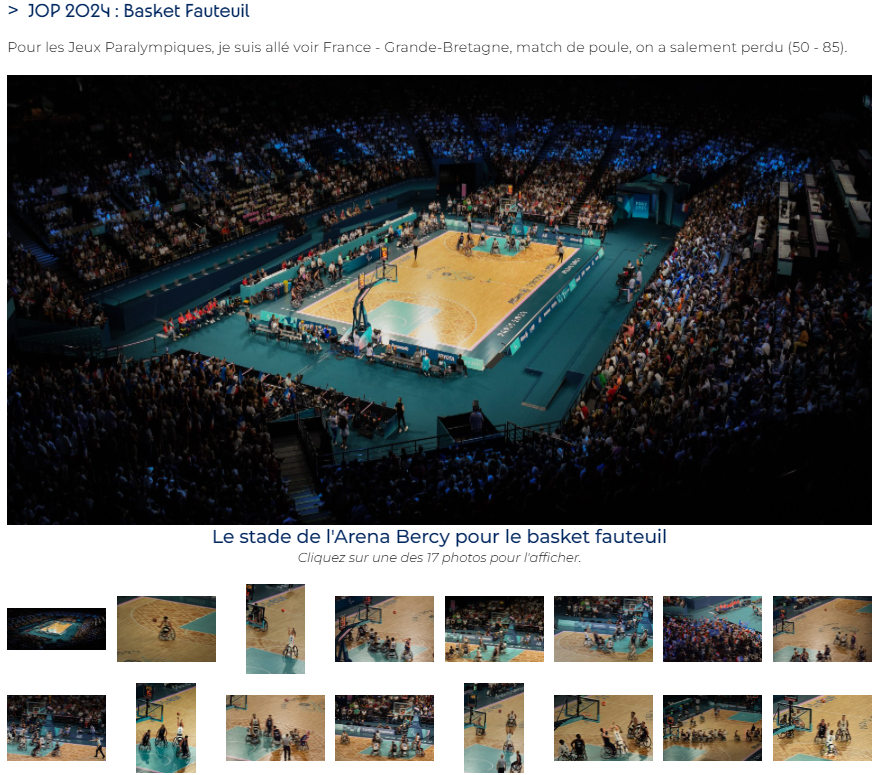 > JOP 2024 : Basket Fauteuil
Pour les Jeux Paralympiques, je suis allé voir France - Grande-Bretagne, match de poule, on a salement perdu (50 - 85).
TOYOTA
Le stade de l'Arena Bercy pour le basket fauteuil
Cliquez sur une des 17 photos pour l'afficher.